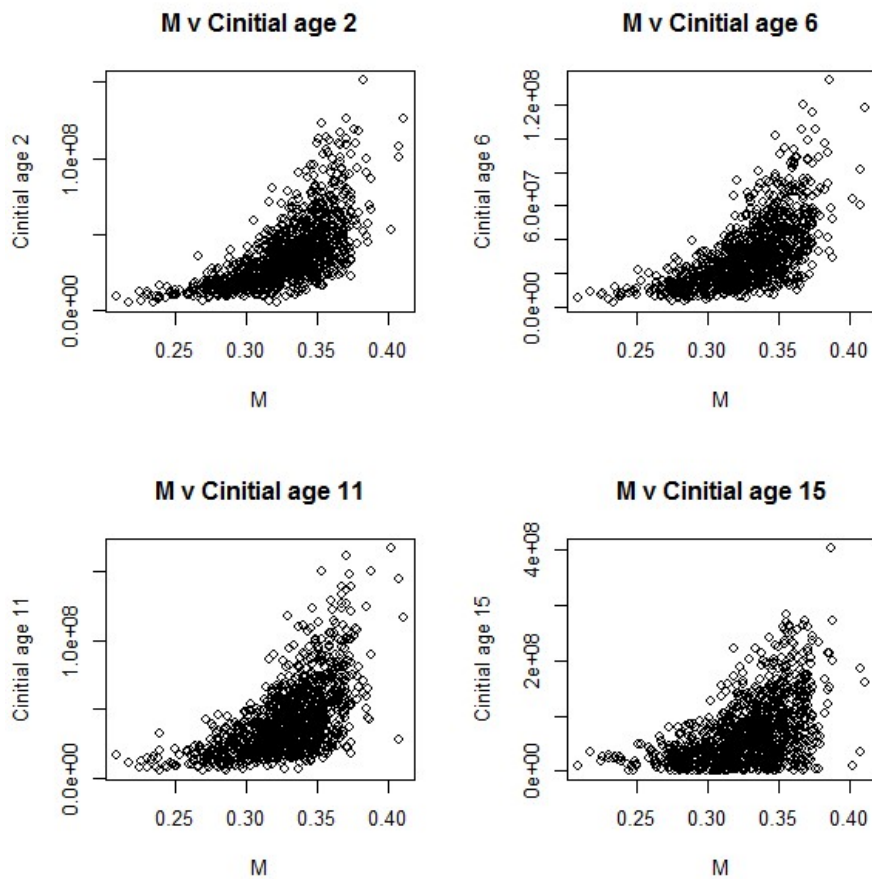 M v Cinitial age 2
Cinitial age 2
0.0e+00
1.0e+08
0.25 0.30 0.35 0.40
M
M v Cinitial age 6
Cinitial age 6
0.0e+00
6.0e+07
1.2e+08
0.25 0.30 0.35 0.40
M
M v Cinitial age 11
Cinitial age 11
0.0e+00
1.0e+08
0.25 0.30 0.35 0.40
M
M v Cinitial age 15
Cinitial age 15
0e+00
2e+08
4e+08
0.25 0.30 0.35 0.40
M